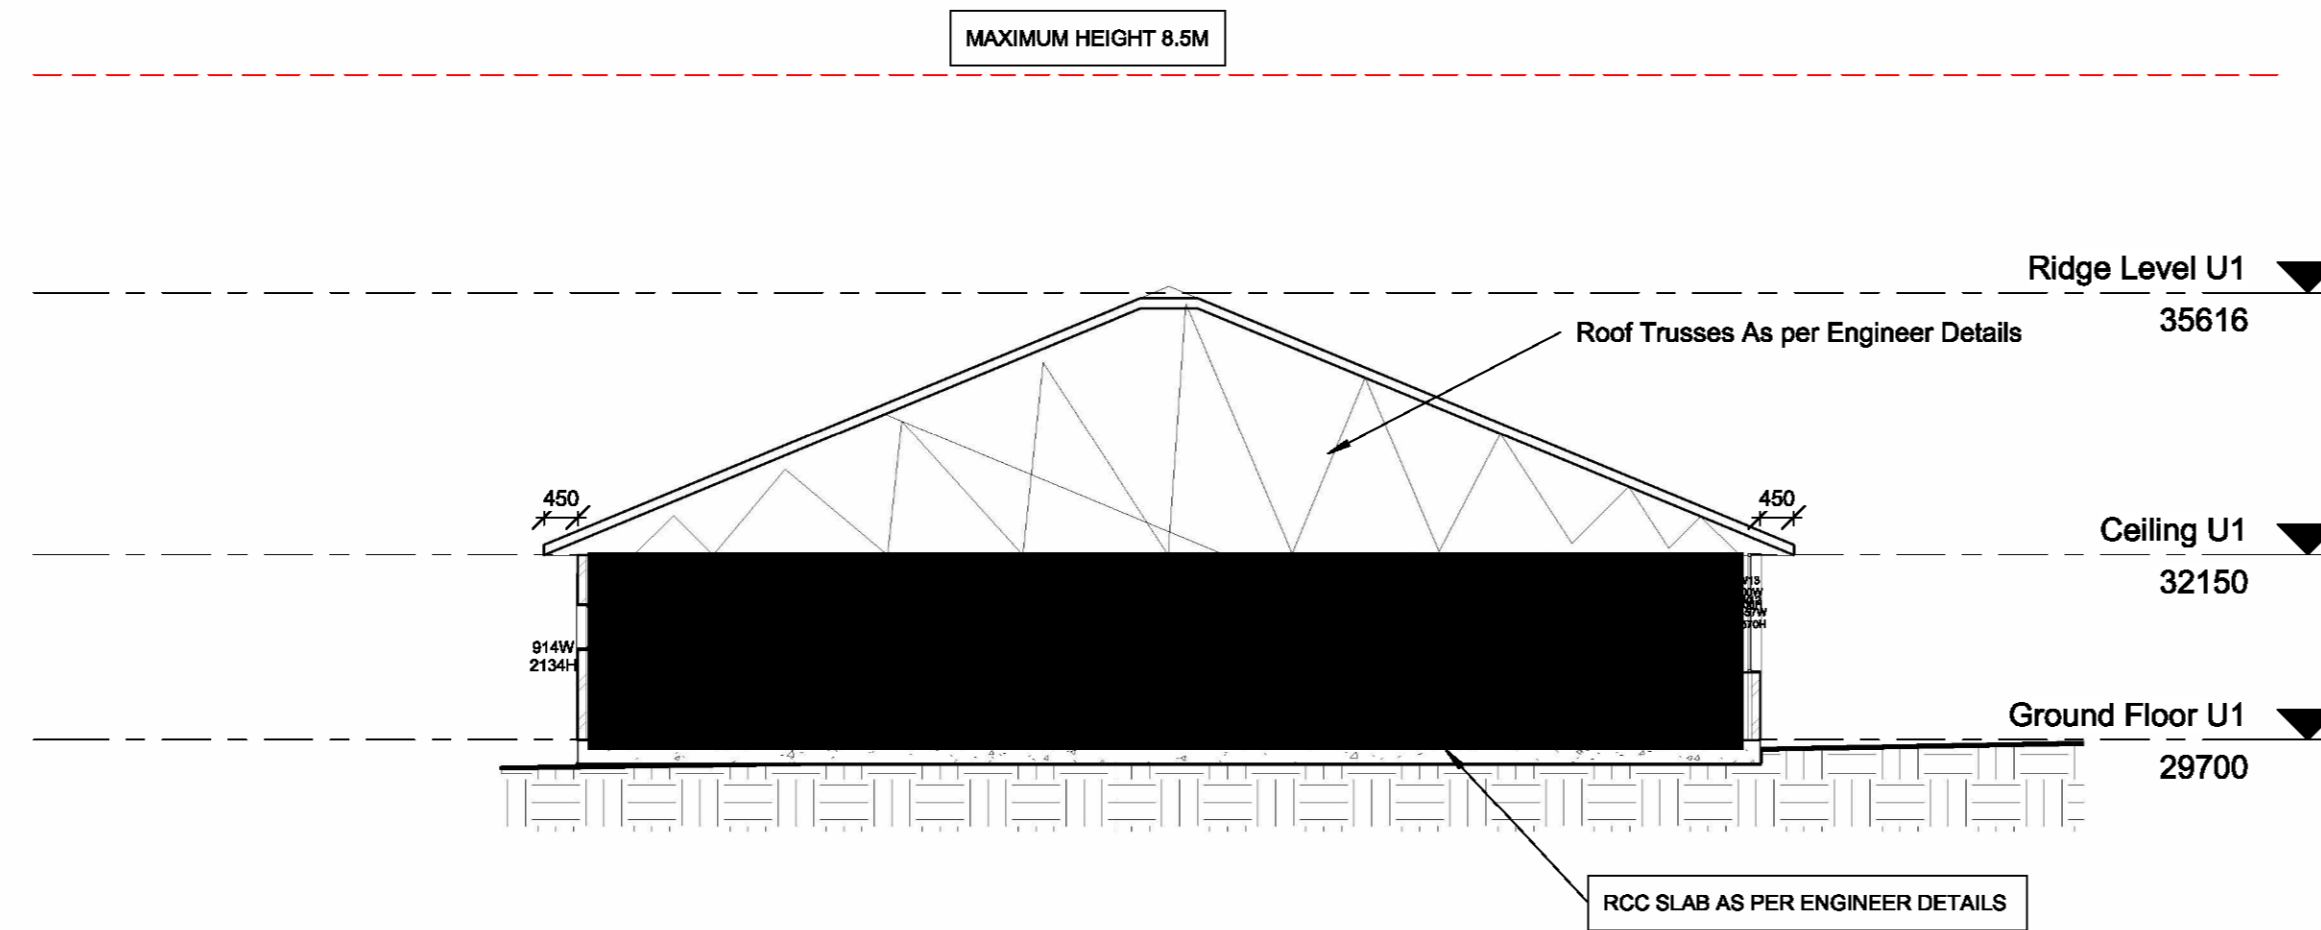 MAXIMUM HEIGHT 8.5M
Ridge Level U1
35616
Roof Trusses As per Engineer Details
450
450
Ceiling U1
32150
914W
2134H
Ground Floor U1
29700
RCC SLAB AS PER ENGINEER DETAILS